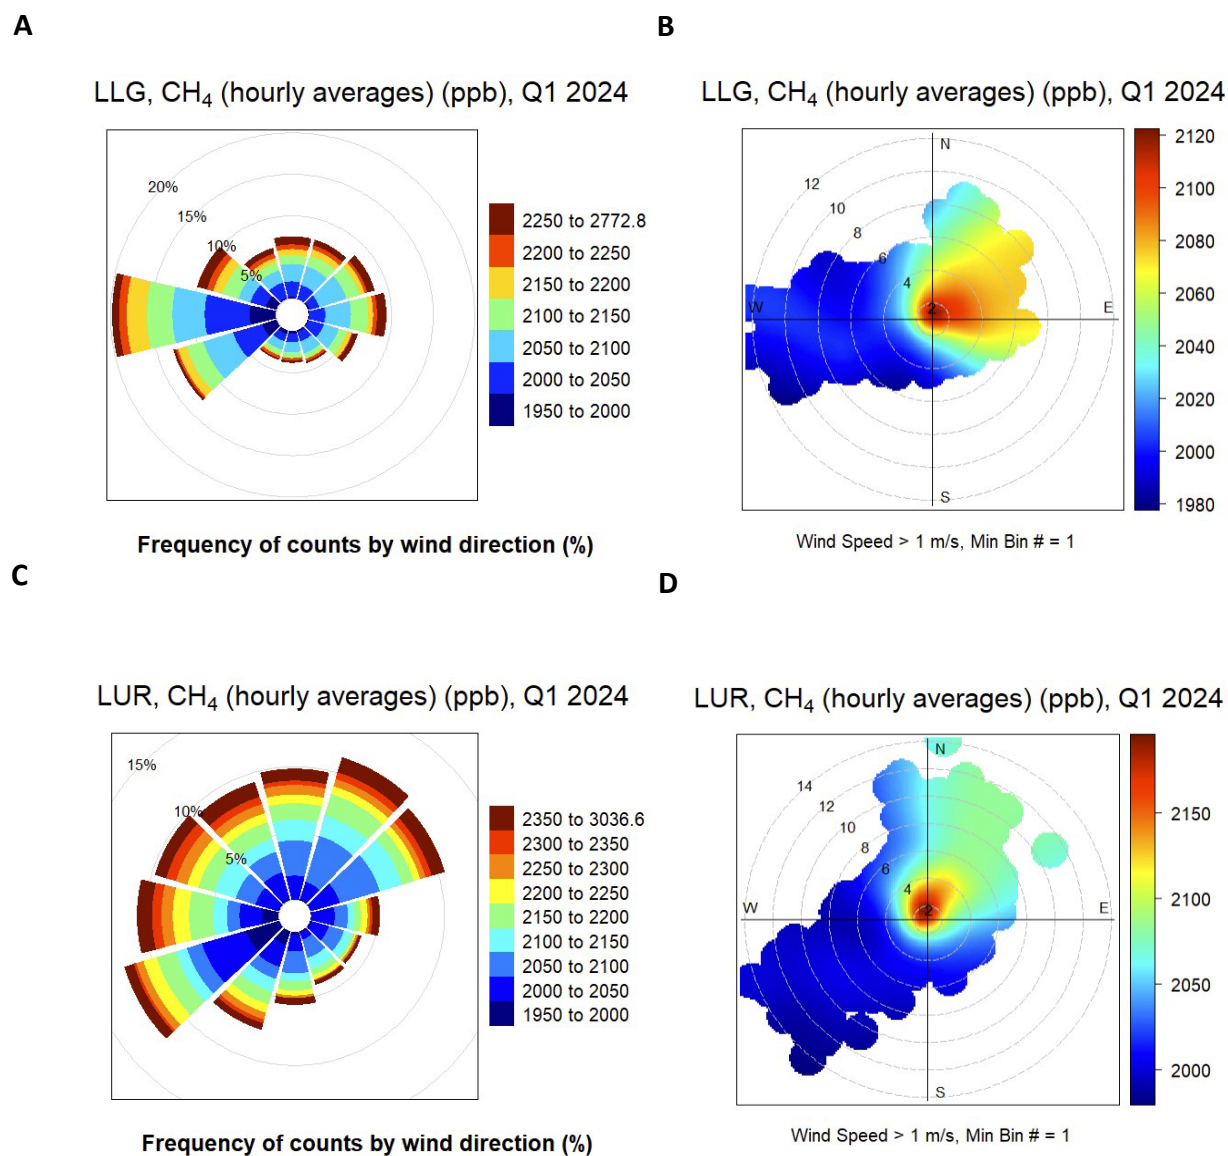 A
B
LLG, CH₄ (hourly averages) (ppb), Q1 2024
LLG, CH₄ (hourly averages) (ppb), Q1 2024
20%
15%
10%
5%
2250 to 2772.8
2200 to 2250
2150 to 2200
2100 to 2150
2050 to 2100
2000 to 2050
1950 to 2000
Frequency of counts by wind direction (%)
N
12
10
8
6
4
2
W
E
S
2120
2100
2080
2060
2040
2020
2000
1980
Wind Speed > 1 m/s, Min Bin # = 1
C
D
LUR, CH₄ (hourly averages) (ppb), Q1 2024
LUR, CH₄ (hourly averages) (ppb), Q1 2024
15%
10%
5%
2350 to 3036.6
2300 to 2350
2250 to 2300
2200 to 2250
2150 to 2200
2100 to 2150
2050 to 2100
2000 to 2050
1950 to 2000
Frequency of counts by wind direction (%)
N
14
12
10
8
6
4
2
W
E
S
2150
2100
2050
2000
Wind Speed > 1 m/s, Min Bin # = 1